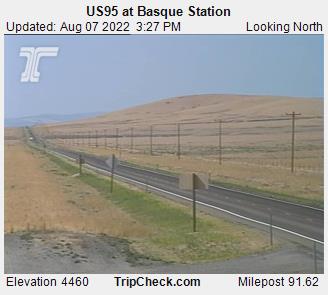 US95 at Basque Station
Updated: Aug 07 2022 3:27 PM Looking North
Elevation 4460 TripCheck.com Milepost 91.62